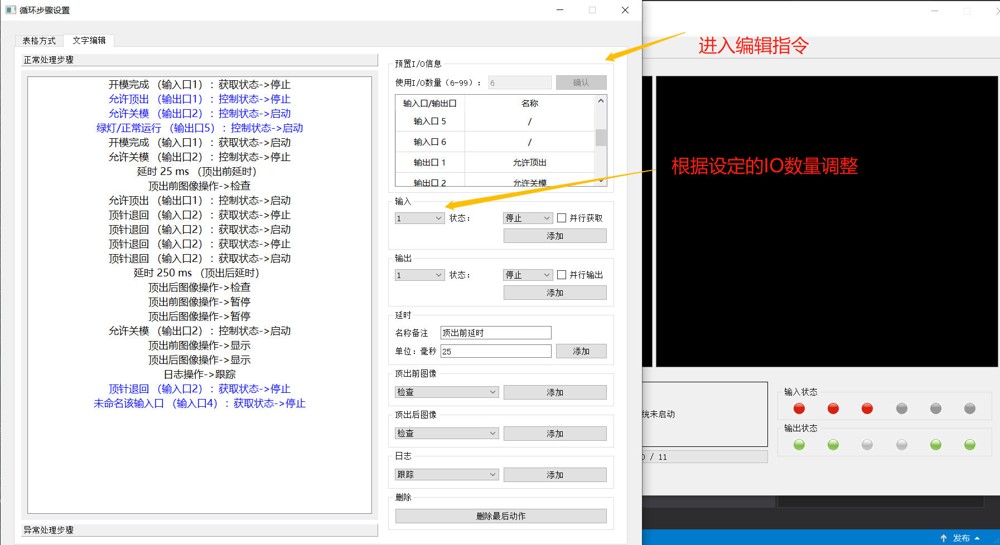 循环步骤设置
表格方式
文字编辑
正常处理步骤
开模完成 （输入口1）：获取状态->停止
允许顶出 （输出口1）：控制状态->停止
允许关模 （输出口2）：控制状态->启动
绿灯/正常运行 （输出口5）：控制状态->启动
开模完成 （输入口1）：获取状态->启动
允许关模 （输出口2）：控制状态->停止
延时 25 ms （顶出前延时）
顶出前图像操作->检查
允许顶出 （输出口1）：控制状态->启动
顶针退回 （输入口2）：获取状态->停止
顶针退回 （输入口2）：获取状态->启动
顶针退回 （输入口2）：获取状态->停止
顶针退回 （输入口2）：获取状态->启动
延时 250 ms （顶出后延时）
顶出后图像操作->检查
顶出前图像操作->暂停
顶出后图像操作->暂停
允许关模 （输出口2）：控制状态->启动
顶出前图像操作->显示
顶出后图像操作->显示
日志操作->跟踪
顶针退回 （输入口2）：获取状态->停止
未命名该输入口 （输入口4）：获取状态->停止
异常处理步骤
预置I/O信息
使用I/O数量（6-99）： 6 确认
输入口/输出口 名称
输入口 5 /
输入口 6 /
输出口 1 允许顶出
输出口 2 允许关模
输入
1 状态： 停止 并行获取
添加
输出
1 状态： 停止 并行输出
添加
延时
名称备注 顶出前延时
单位：毫秒 25 添加
顶出前图像
检查 添加
顶出后图像
检查 添加
日志
跟踪 添加
删除
删除最后动作
进入编辑指令
根据设定的IO数量调整
统未启动
0 / 11
输入状态
输出状态
发布